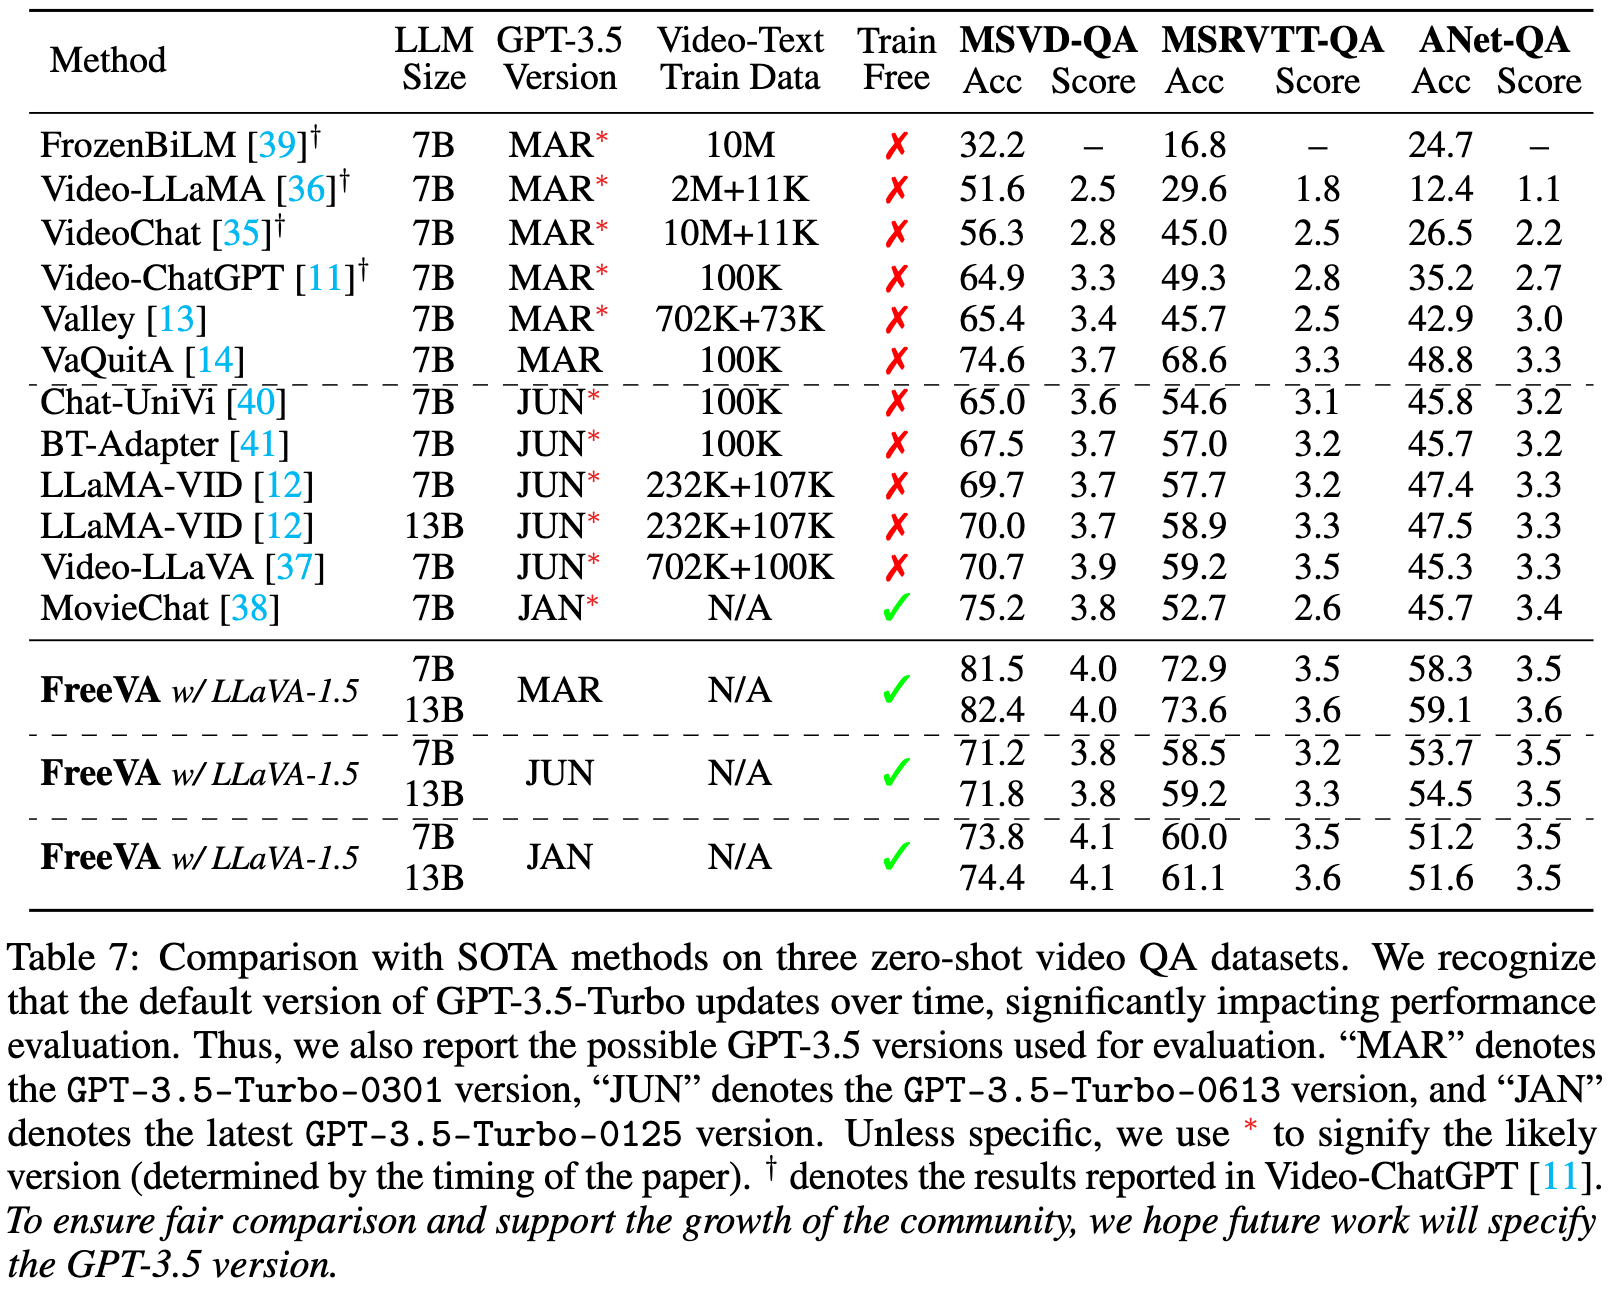 Method LLM Size GPT-3.5 Version Video-Text Train Data Train Free MSVD-QA Acc Score MSRVTT-QA Acc Score ANet-QA Acc Score
FrozenBiLM [39]† 7B MAR* 10M ✗ 32.2 – 16.8 – 24.7 –
Video-LLaMA [36]† 7B MAR* 2M+11K ✗ 51.6 2.5 29.6 1.8 12.4 1.1
VideoChat [35]† 7B MAR* 10M+11K ✗ 56.3 2.8 45.0 2.5 26.5 2.2
Video-ChatGPT [11]† 7B MAR* 100K ✗ 64.9 3.3 49.3 2.8 35.2 2.7
Valley [13] 7B MAR* 702K+73K ✗ 65.4 3.4 45.7 2.5 42.9 3.0
VaQuitA [14] 7B MAR 100K ✗ 74.6 3.7 68.6 3.3 48.8 3.3
Chat-UniVi [40] 7B JUN* 100K ✗ 65.0 3.6 54.6 3.1 45.8 3.2
BT-Adapter [41] 7B JUN* 100K ✗ 67.5 3.7 57.0 3.2 45.7 3.2
LLaMA-VID [12] 7B JUN* 232K+107K ✗ 69.7 3.7 57.7 3.2 47.4 3.3
LLaMA-VID [12] 13B JUN* 232K+107K ✗ 70.0 3.7 58.9 3.3 47.5 3.3
Video-LLaVA [37] 7B JUN* 702K+100K ✗ 70.7 3.9 59.2 3.5 45.3 3.3
MovieChat [38] 7B JAN* N/A ✓ 75.2 3.8 52.7 2.6 45.7 3.4
FreeVA w/ LLaVA-1.5 7B MAR N/A ✓ 81.5 4.0 72.9 3.5 58.3 3.5
13B 82.4 4.0 73.6 3.6 59.1 3.6
FreeVA w/ LLaVA-1.5 7B JUN N/A ✓ 71.2 3.8 58.5 3.2 53.7 3.5
13B 71.8 3.8 59.2 3.3 54.5 3.5
FreeVA w/ LLaVA-1.5 7B JAN N/A ✓ 73.8 4.1 60.0 3.5 51.2 3.5
13B 74.4 4.1 61.1 3.6 51.6 3.5
Table 7: Comparison with SOTA methods on three zero-shot video QA datasets. We recognize
that the default version of GPT-3.5-Turbo updates over time, significantly impacting performance
evaluation. Thus, we also report the possible GPT-3.5 versions used for evaluation. “MAR” denotes
the GPT-3.5-Turbo-0301 version, “JUN” denotes the GPT-3.5-Turbo-0613 version, and “JAN”
denotes the latest GPT-3.5-Turbo-0125 version. Unless specific, we use * to signify the likely
version (determined by the timing of the paper). † denotes the results reported in Video-ChatGPT [11].
To ensure fair comparison and support the growth of the community, we hope future work will specify
the GPT-3.5 version.